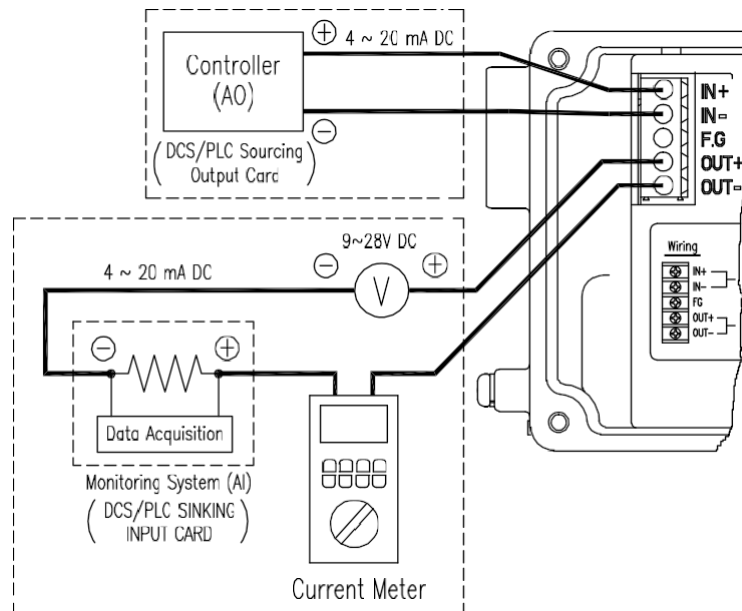 4 ~ 20 mA DC
Controller
(AO)
(DCS/PLC Sourcing
Output Card)
IN+
IN-
F.G
OUT+
OUT-
Wiring
IN+
IN-
FG
OUT+
OUT-
9~28V DC
4 ~ 20 mA DC
V
Data Acquisition
Monitoring System (AI)
(DCS/PLC SINKING
INPUT CARD)
Current Meter